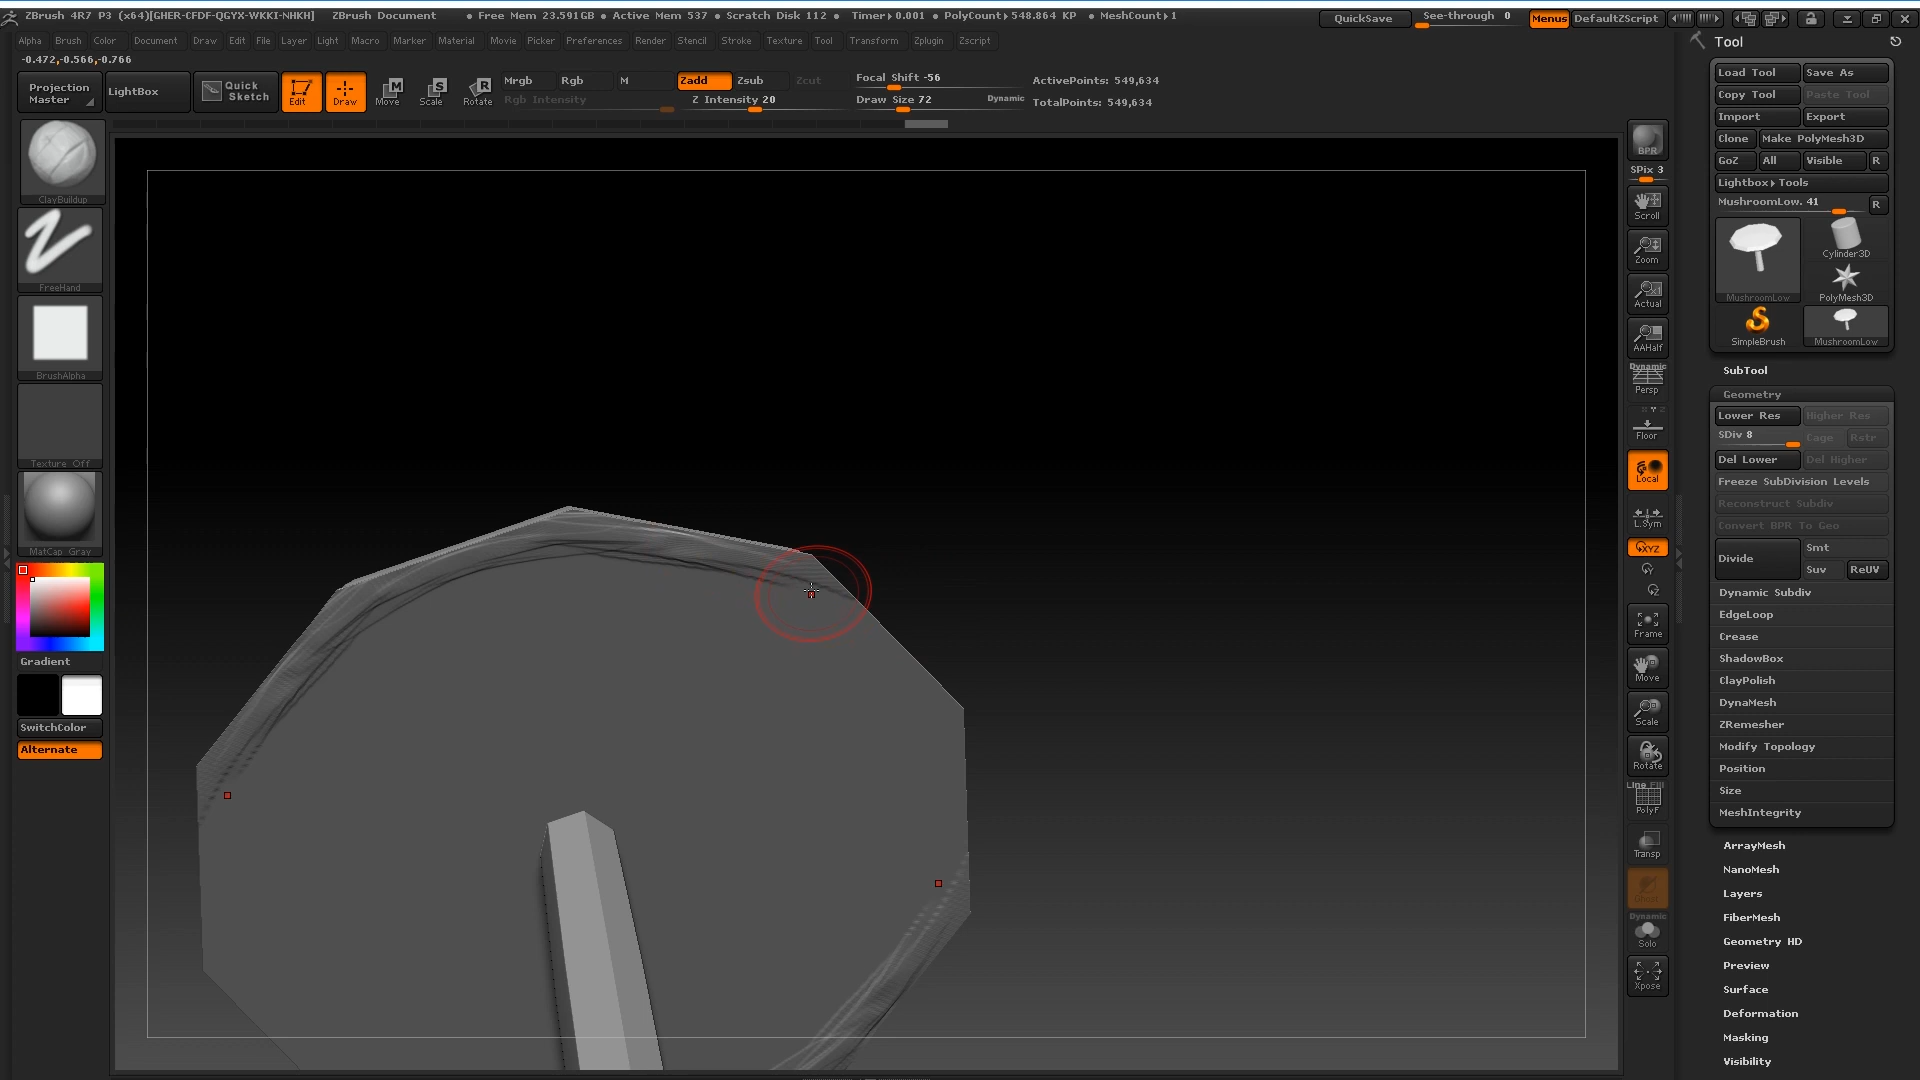 ZBrush 4R7 P3 (x64)[GHER-CFDF-QGYX-WKKI-NHKH] ZBrush Document • Free Mem 23.591GB • Active Mem 537 • Scratch Disk 112 • Timer▸0.001 • PolyCount▸548.864 KP • MeshCount▸1 QuickSave See-through 0 Menus DefaultZScript
Alpha Brush Color Document Draw Edit File Layer Light Macro Marker Material Movie Picker Preferences Render Stencil Stroke Texture Tool Transform Zplugin Zscript
-0.472,-0.566,-0.766
Projection Master
LightBox
Quick Sketch
Edit
Draw
Move
Scale
Rotate
Mrgb Rgb M Zadd Zsub Zcut
Rgb Intensity Z Intensity 20
Focal Shift -56
Draw Size 72 Dynamic
ActivePoints: 549,634
TotalPoints: 549,634
ClayBuildup
FreeHand
BrushAlpha
Texture Off
MatCap Gray
Gradient
SwitchColor
Alternate
BPR
SPix 3
Scroll
Zoom
Actual
AAHalf
Dynamic
Persp
Floor
Local
L.Sym
XYZ
Y
Z
Frame
Move
Scale
Rotate
Line Fill
PolyF
Transp
Ghost
Dynamic
Solo
Xpose
Tool
Load Tool Save As
Copy Tool Paste Tool
Import Export
Clone Make PolyMesh3D
GoZ All Visible R
Lightbox▸Tools
MushroomLow. 41 R
MushroomLow
Cylinder3D
PolyMesh3D
SimpleBrush
MushroomLow
SubTool
Geometry
Lower Res Higher Res
SDiv 8 Cage Rstr
Del Lower Del Higher
Freeze SubDivision Levels
Reconstruct Subdiv
Convert BPR To Geo
Divide Smt
Suv ReUV
Dynamic Subdiv
EdgeLoop
Crease
ShadowBox
ClayPolish
DynaMesh
ZRemesher
Modify Topology
Position
Size
MeshIntegrity
ArrayMesh
NanoMesh
Layers
FiberMesh
Geometry HD
Preview
Surface
Deformation
Masking
Visibility